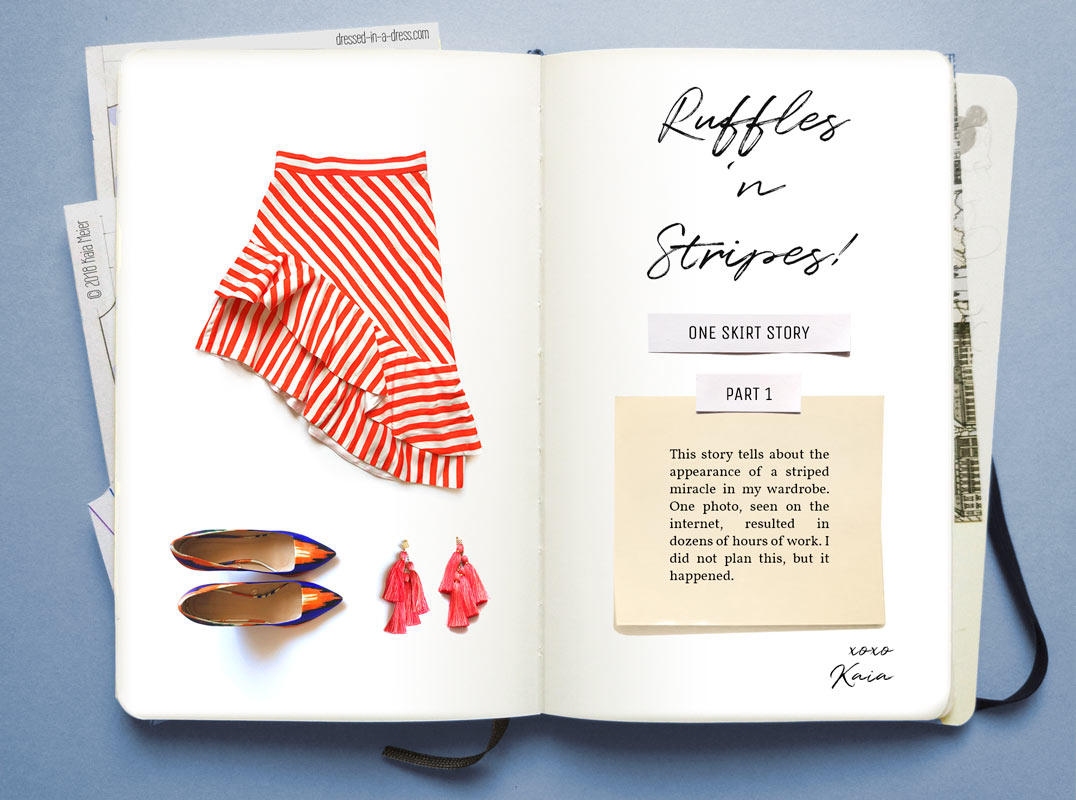 dressed-in-a-dress.com
© 2018 Kaia Meier
Ruffles
'n
Stripes!
ONE SKIRT STORY
PART 1
This story tells about the
appearance of a striped
miracle in my wardrobe.
One photo, seen on the
internet, resulted in
dozens of hours of work. I
did not plan this, but it
happened.
xoxo
Kaia